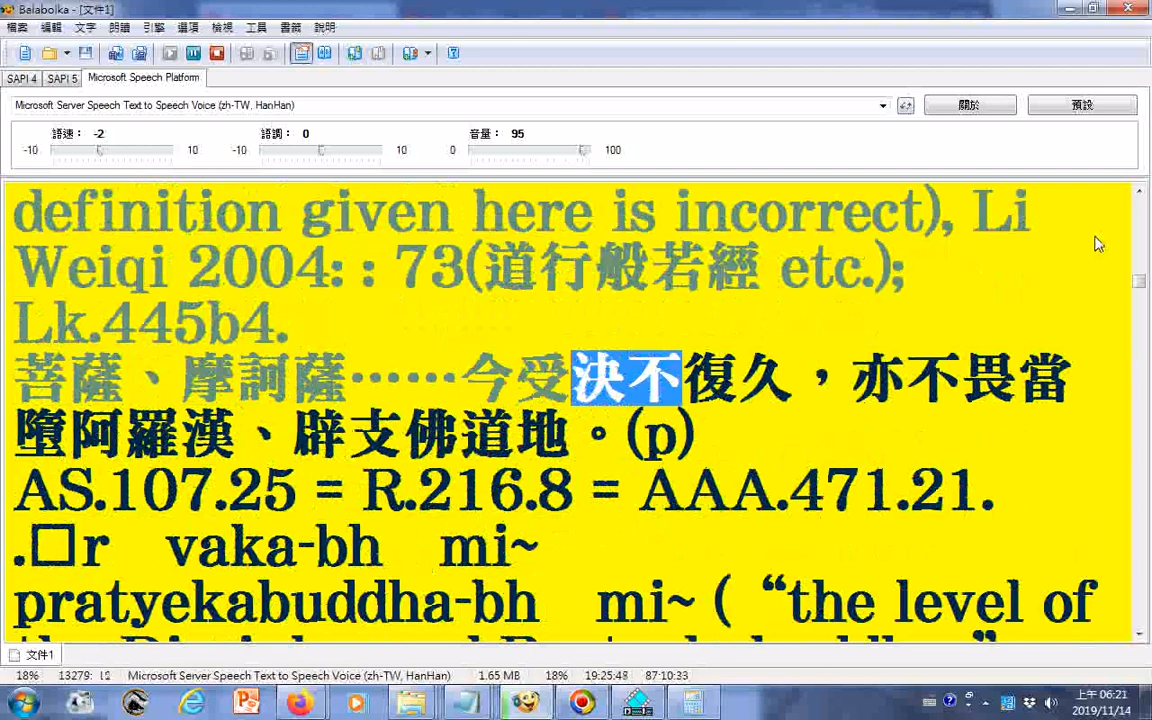 Balabolka - [文件1]
檔案 編輯 文字 朗讀 引擎 選項 檢視 工具 書籤 說明
SAPI 4 SAPI 5 Microsoft Speech Platform
Microsoft Server Speech Text to Speech Voice (zh-TW, HanHan) 關於 預設
語速： -2 語調： 0 音量： 95
-10 10 -10 10 0 100
definition given here is incorrect), Li
Weiqi 2004: : 73(道行般若經 etc.);
Lk.445b4.
菩薩、摩訶薩……今受決不復久，亦不畏當
墮阿羅漢、辟支佛道地。(p)
AS.107.25 = R.216.8 = AAA.471.21.
.□r vaka-bh mi~
pratyekabuddha-bh mi~ (“the level of
文件1
18% 13279: 12 Microsoft Server Speech Text to Speech Voice (zh-TW, HanHan) 1.65 MB 18% 19:25:48 87:10:33
上午 06:21
2019/11/14